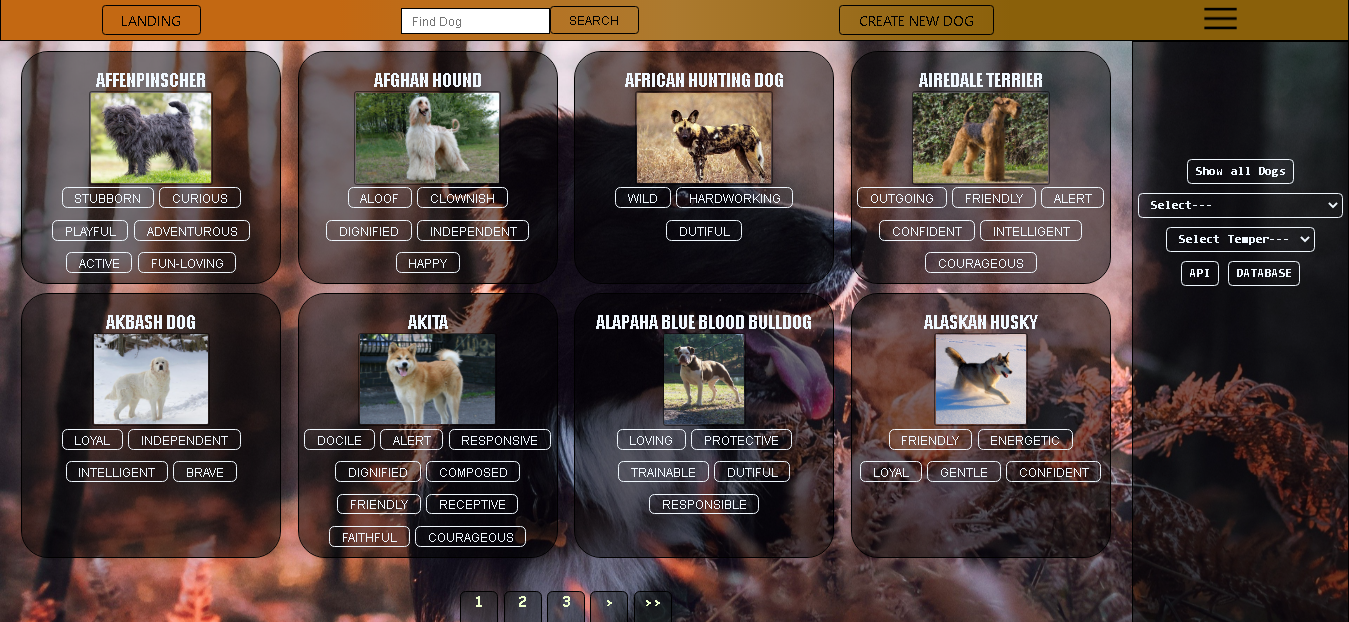 LANDING
Find Dog
SEARCH
CREATE NEW DOG
AFFENPINSCHER
STUBBORN CURIOUS
PLAYFUL ADVENTUROUS
ACTIVE FUN-LOVING
AFGHAN HOUND
ALOOF CLOWNISH
DIGNIFIED INDEPENDENT
HAPPY
AFRICAN HUNTING DOG
WILD HARDWORKING
DUTIFUL
AIREDALE TERRIER
OUTGOING FRIENDLY ALERT
CONFIDENT INTELLIGENT
COURAGEOUS
AKBASH DOG
LOYAL INDEPENDENT
INTELLIGENT BRAVE
AKITA
DOCILE ALERT RESPONSIVE
DIGNIFIED COMPOSED
FRIENDLY RECEPTIVE
FAITHFUL COURAGEOUS
ALAPAHA BLUE BLOOD BULLDOG
LOVING PROTECTIVE
TRAINABLE DUTIFUL
RESPONSIBLE
ALASKAN HUSKY
FRIENDLY ENERGETIC
LOYAL GENTLE CONFIDENT
Show all Dogs
Select---
Select Temper---
API DATABASE
1 2 3 > >>